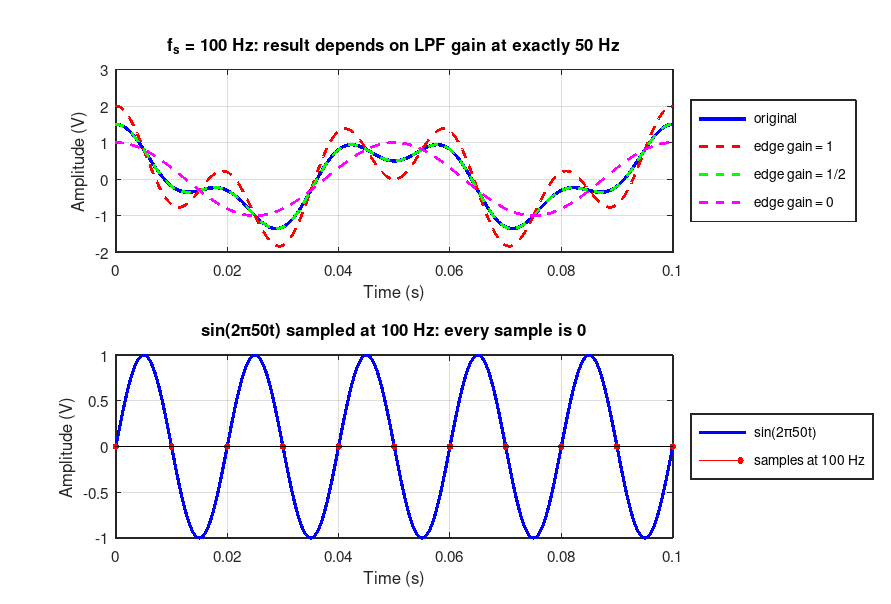 fs = 100 Hz: result depends on LPF gain at exactly 50 Hz
3
2
1
0
-1
-2
Amplitude (V)
0 0.02 0.04 0.06 0.08 0.1
Time (s)
original
edge gain = 1
edge gain = 1/2
edge gain = 0
sin(2π50t) sampled at 100 Hz: every sample is 0
1
0.5
0
-0.5
-1
Amplitude (V)
0 0.02 0.04 0.06 0.08 0.1
Time (s)
sin(2π50t)
samples at 100 Hz